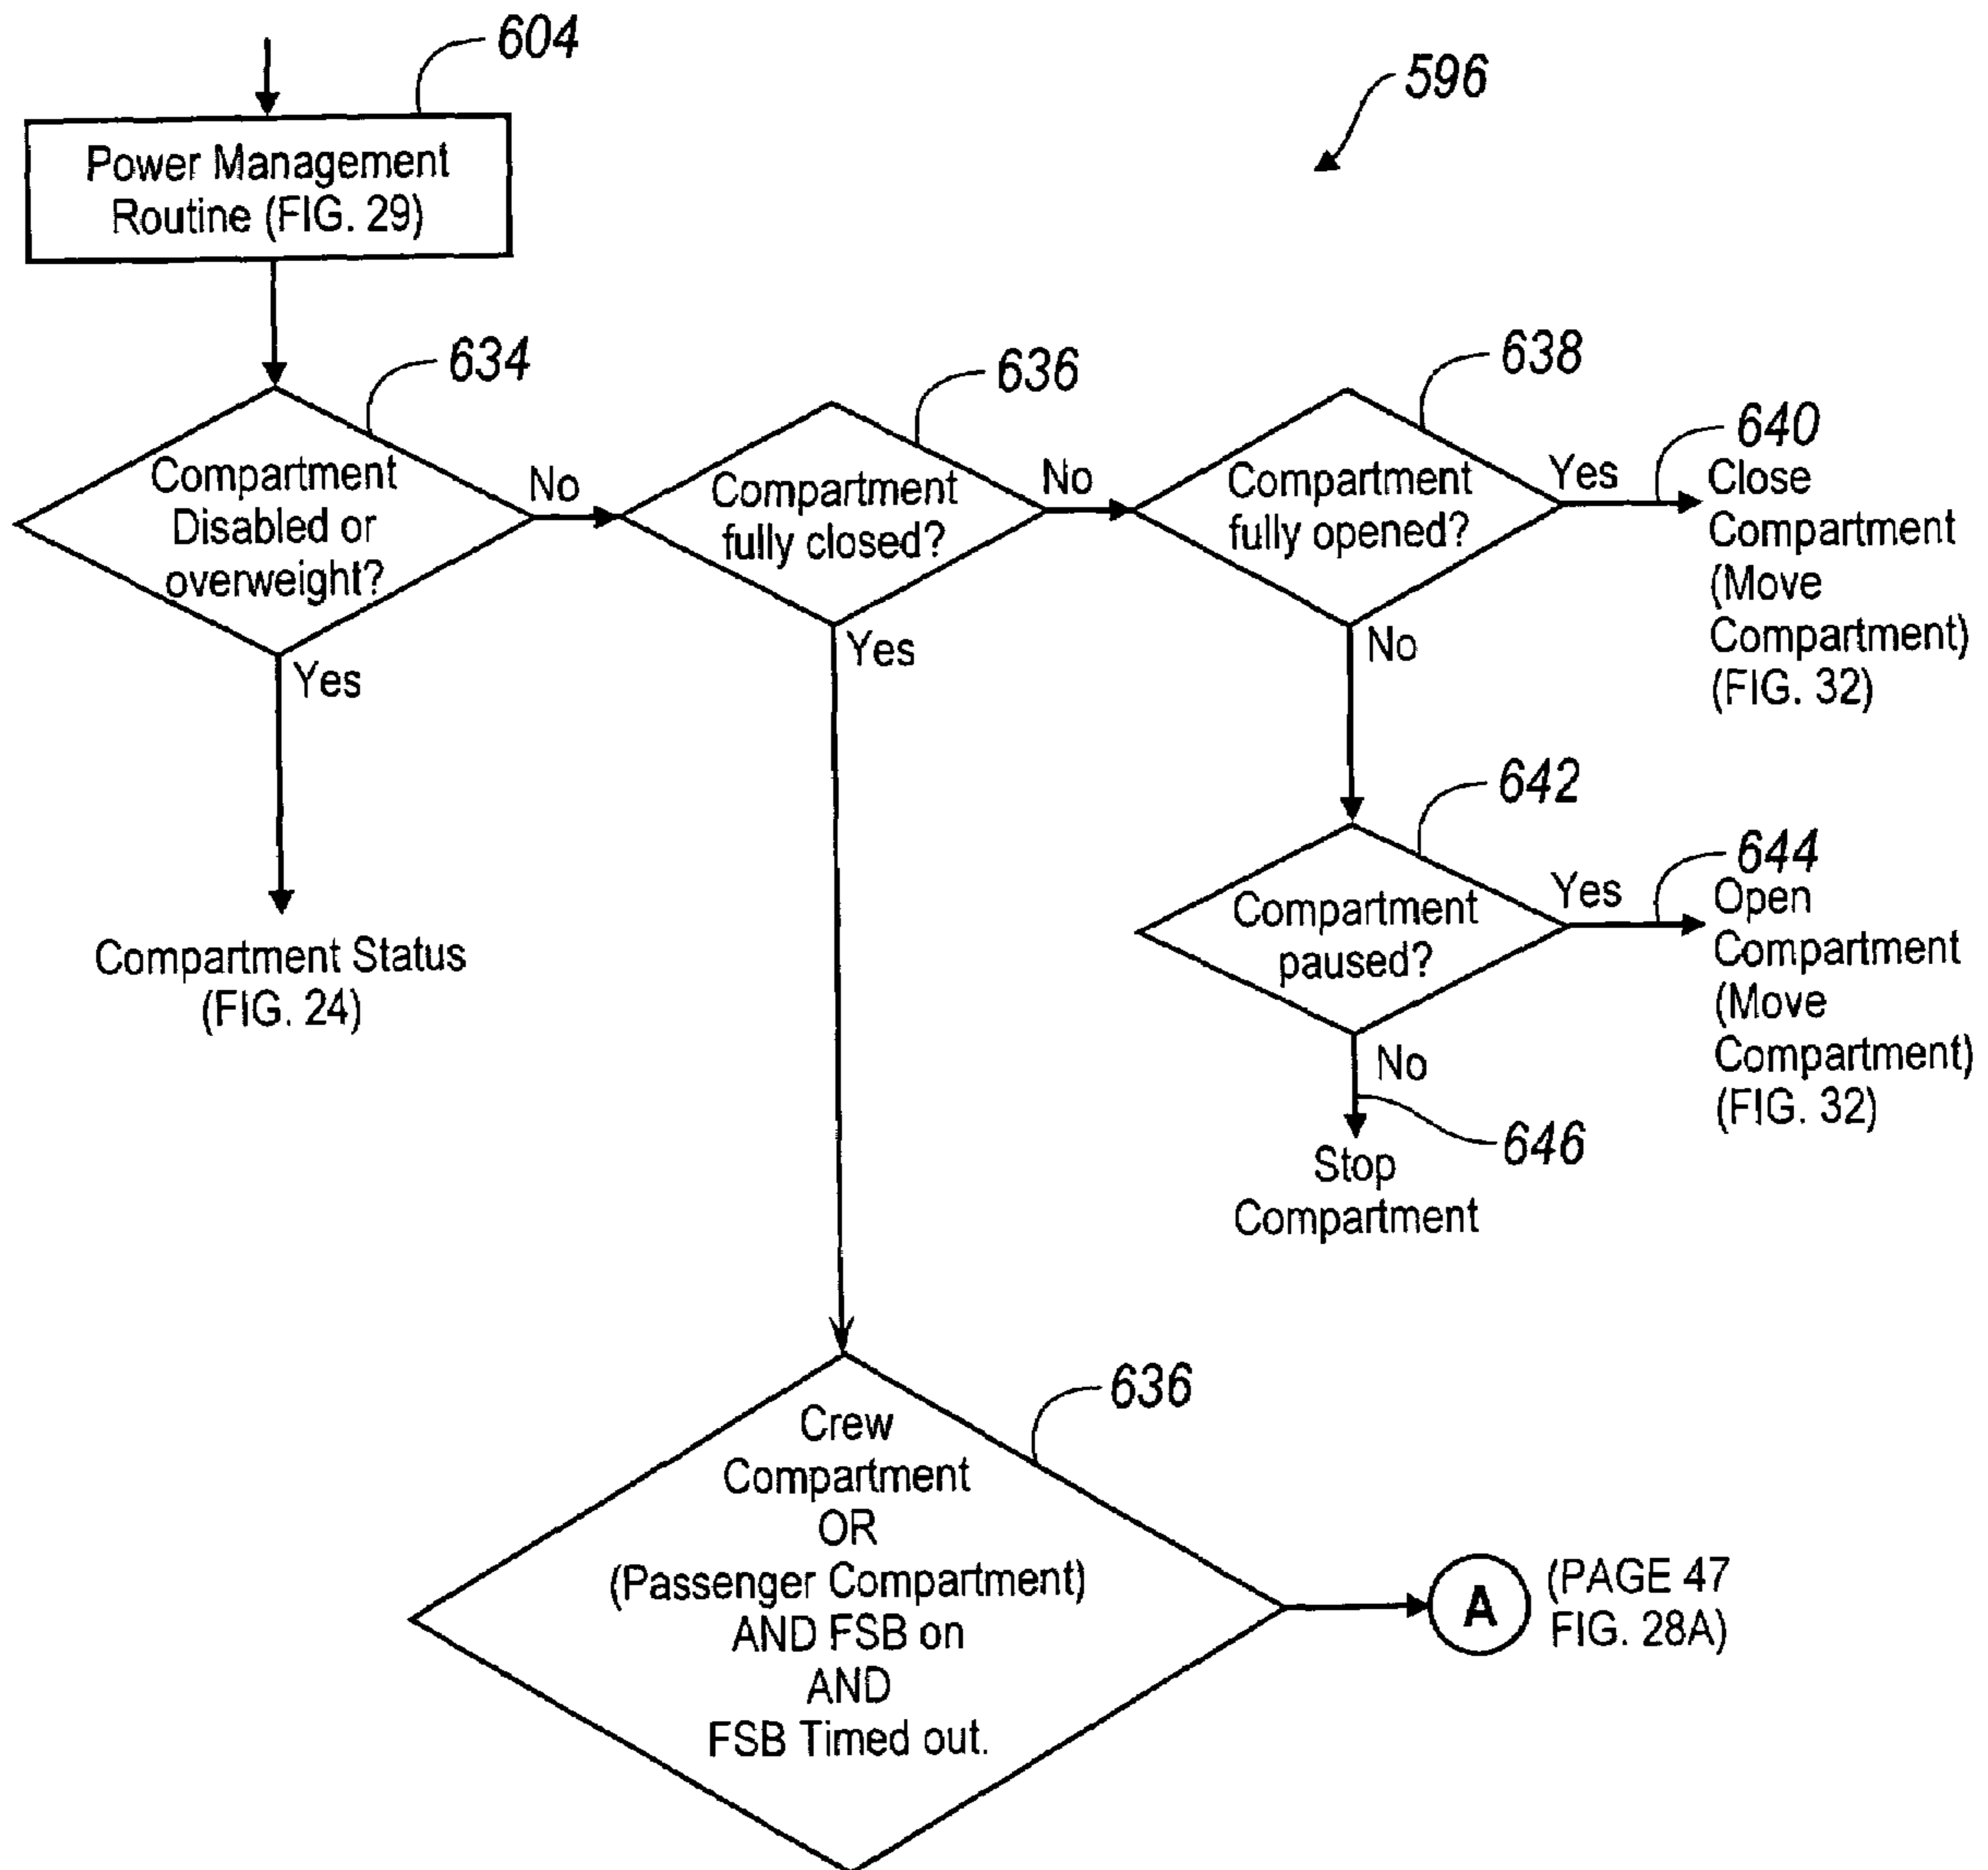 604
596
Power Management
Routine (FIG. 29)
634
636
638
640
Compartment
Disabled or
overweight?
No
Compartment
fully closed?
No
Compartment
fully opened?
Yes
Close
Compartment
(Move
Compartment)
(FIG. 32)
Yes
Yes
No
Compartment Status
(FIG. 24)
642
644
Compartment
paused?
Yes
Open
Compartment
(Move
Compartment)
(FIG. 32)
No
646
Stop
Compartment
636
Crew
Compartment
OR
(Passenger Compartment)
AND FSB on
AND
FSB Timed out.
A
(PAGE 47
FIG. 28A)